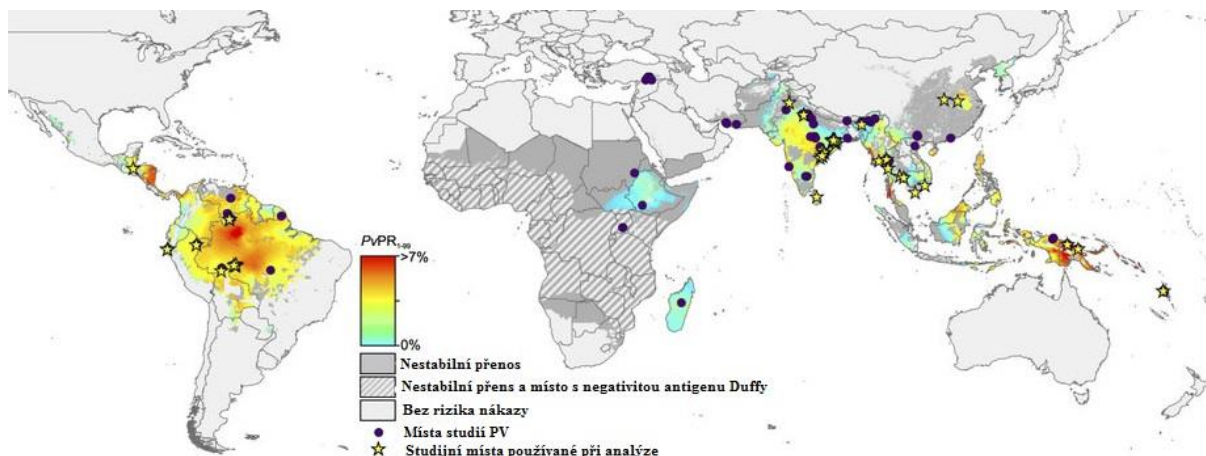 PvPR1-99
>7%
0%
Nestabilní přenos
Nestabilní přens a místo s negativitou antigenu Duffy
Bez rizika nákazy
Místa studií PV
Studijní místa používané při analýze